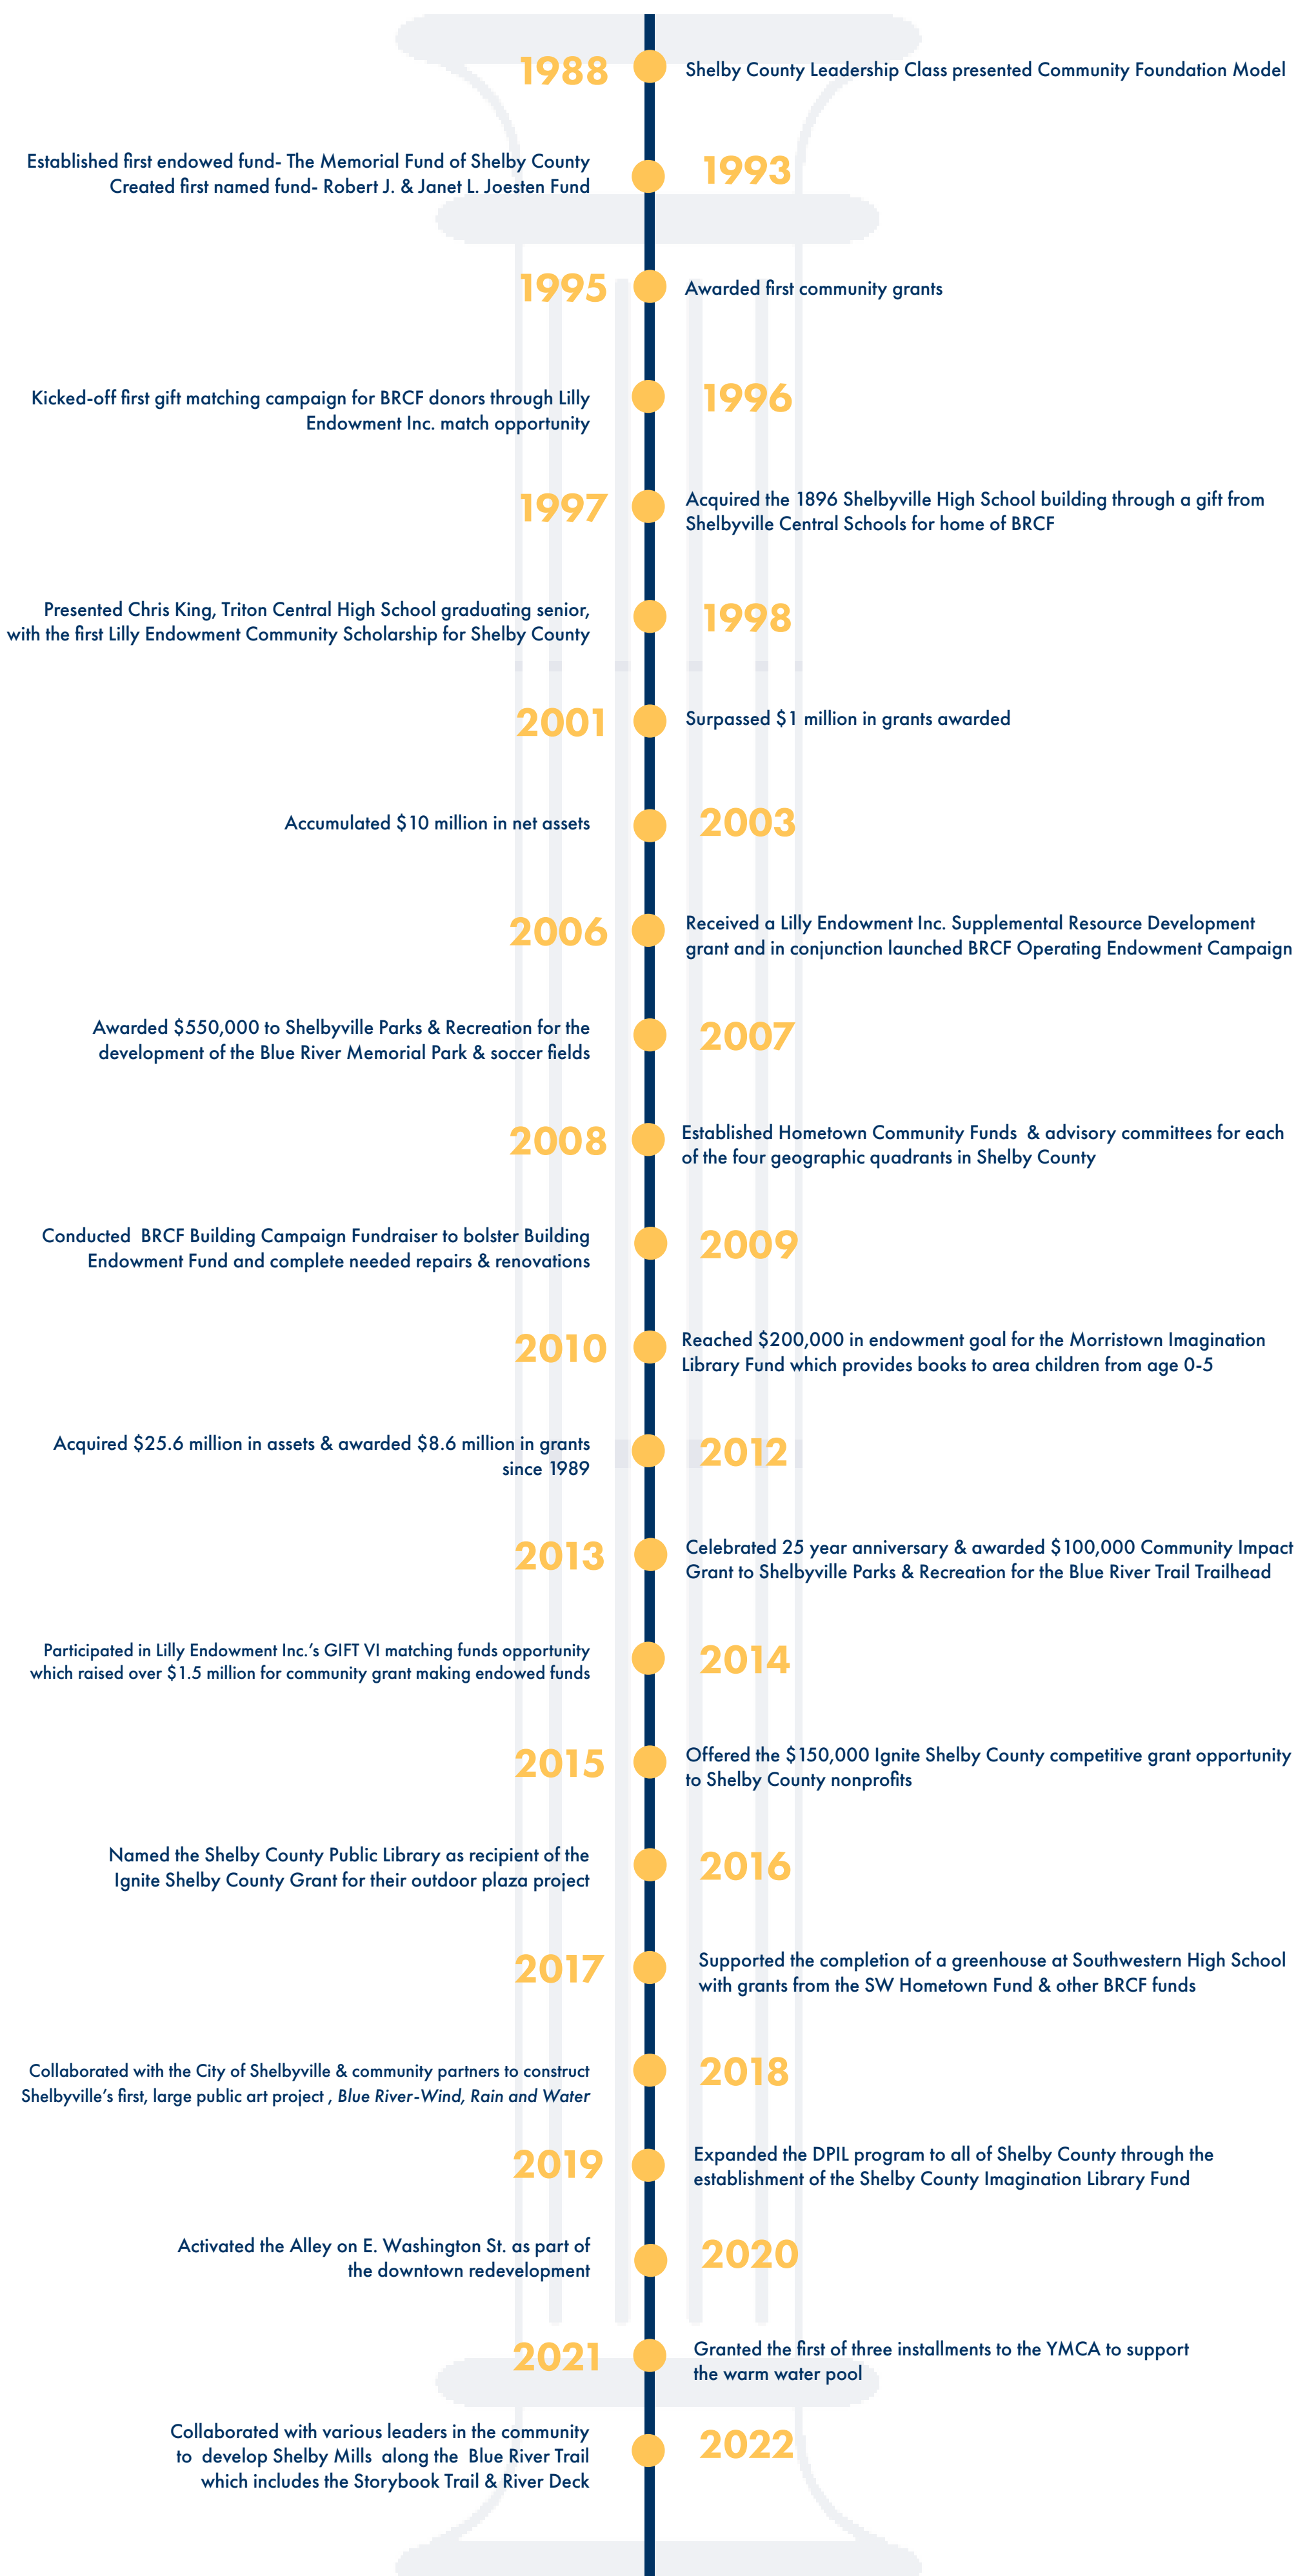 1988
Shelby County Leadership Class presented Community Foundation Model
Established first endowed fund- The Memorial Fund of Shelby County
Created first named fund- Robert J. & Janet L. Joesten Fund
1993
1995
Awarded first community grants
Kicked-off first gift matching campaign for BRCF donors through Lilly
Endowment Inc. match opportunity
1996
1997
Acquired the 1896 Shelbyville High School building through a gift from
Shelbyville Central Schools for home of BRCF
Presented Chris King, Triton Central High School graduating senior,
with the first Lilly Endowment Community Scholarship for Shelby County
1998
2001
Surpassed $1 million in grants awarded
Accumulated $10 million in net assets
2003
2006
Received a Lilly Endowment Inc. Supplemental Resource Development
grant and in conjunction launched BRCF Operating Endowment Campaign
Awarded $550,000 to Shelbyville Parks & Recreation for the
development of the Blue River Memorial Park & soccer fields
2007
2008
Established Hometown Community Funds  & advisory committees for each
of the four geographic quadrants in Shelby County
Conducted  BRCF Building Campaign Fundraiser to bolster Building
Endowment Fund and complete needed repairs & renovations
2009
2010
Reached $200,000 in endowment goal for the Morristown Imagination
Library Fund which provides books to area children from age 0-5
Acquired $25.6 million in assets & awarded $8.6 million in grants
since 1989
2012
2013
Celebrated 25 year anniversary & awarded $100,000 Community Impact
Grant to Shelbyville Parks & Recreation for the Blue River Trail Trailhead
Participated in Lilly Endowment Inc.’s GIFT VI matching funds opportunity
which raised over $1.5 million for community grant making endowed funds
2014
2015
Offered the $150,000 Ignite Shelby County competitive grant opportunity
to Shelby County nonprofits
Named the Shelby County Public Library as recipient of the
Ignite Shelby County Grant for their outdoor plaza project
2016
2017
Supported the completion of a greenhouse at Southwestern High School
with grants from the SW Hometown Fund & other BRCF funds
Collaborated with the City of Shelbyville & community partners to construct
Shelbyville’s first, large public art project , Blue River-Wind, Rain and Water
2018
2019
Expanded the DPIL program to all of Shelby County through the
establishment of the Shelby County Imagination Library Fund
Activated the Alley on E. Washington St. as part of
the downtown redevelopment
2020
2021
Granted the first of three installments to the YMCA to support
the warm water pool
Collaborated with various leaders in the community
to  develop Shelby Mills  along the  Blue River Trail
which includes the Storybook Trail & River Deck
2022